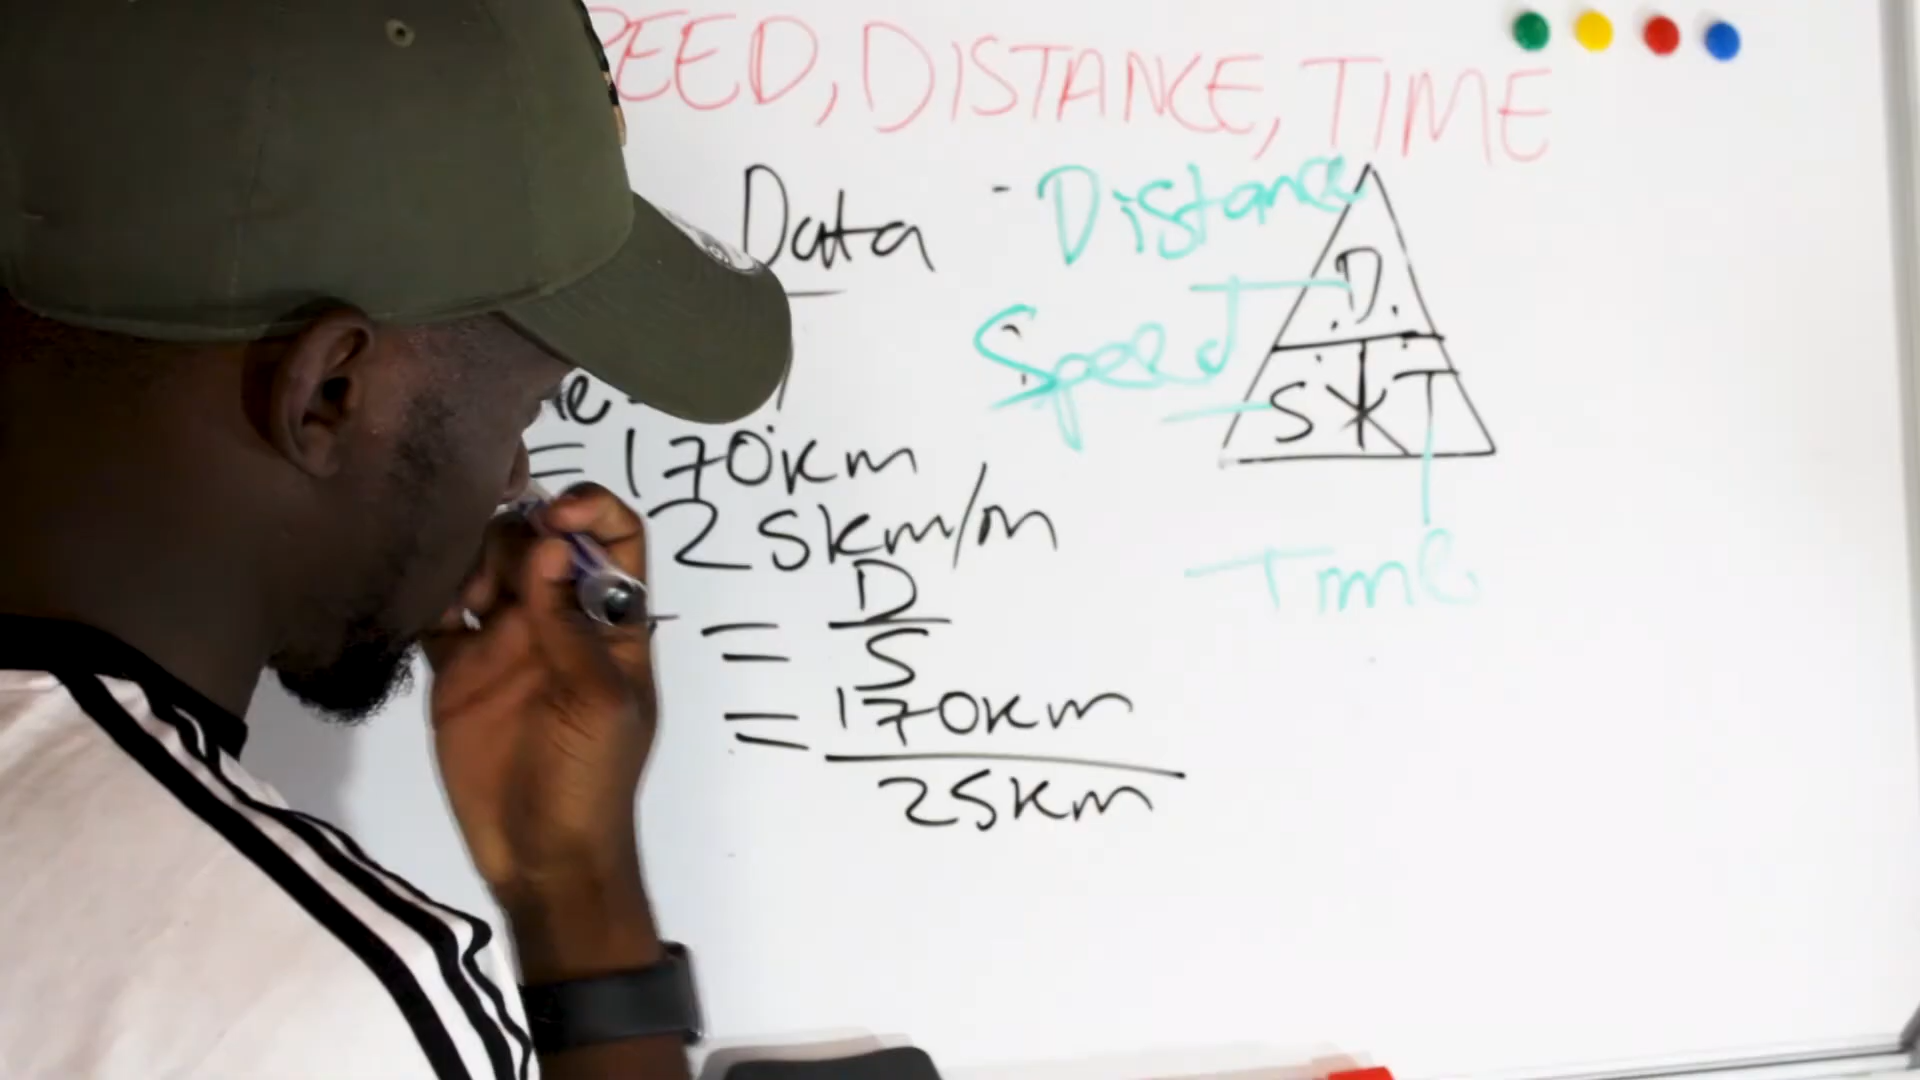 PEED, DISTANCE, TIME
Data
Distance
D
Speed
S X T
= 170km
25km/h
Time
= D
S
= 170km
25km